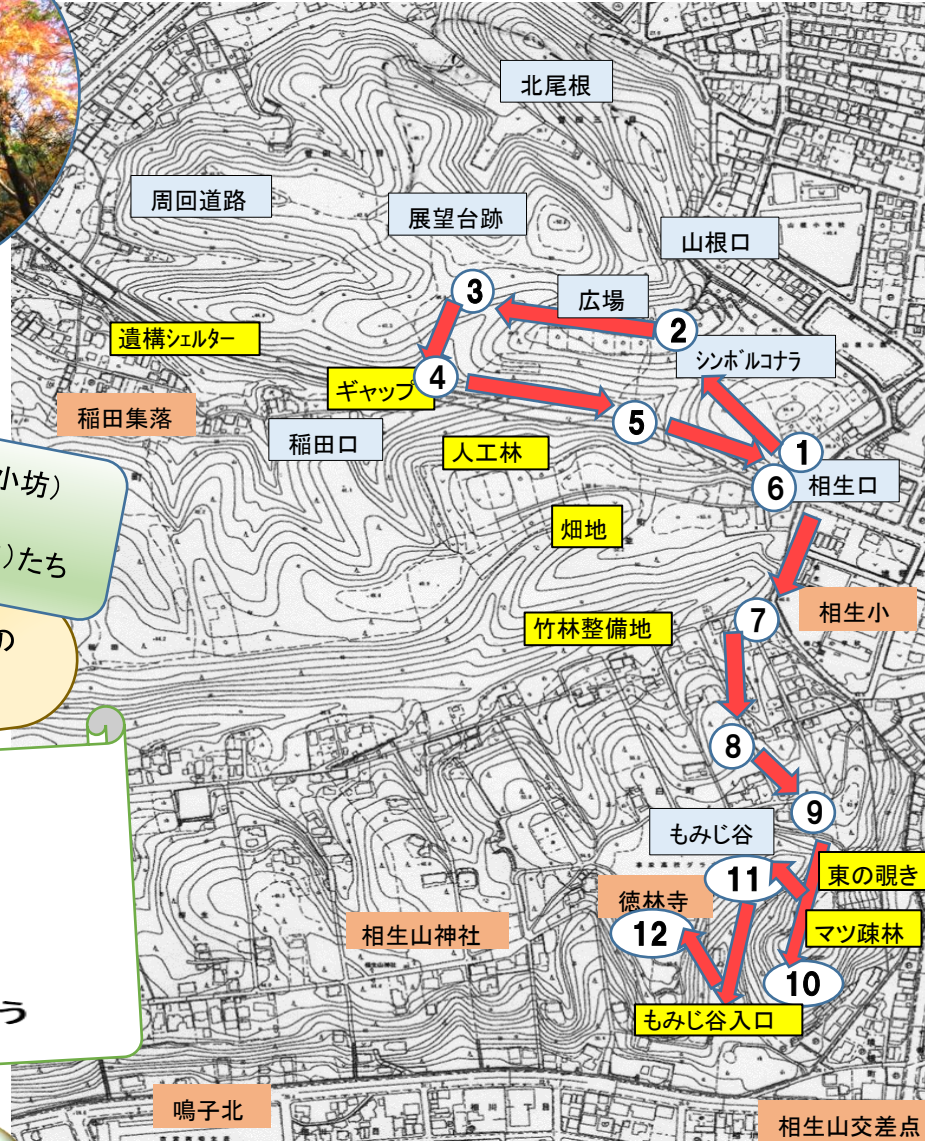 北尾根
周回道路
展望台跡
山根口
3
広場
2
遺構シェルター
シンボルコナラ
ギャップ
4
稲田集落
稲田口
5
人工林
1
6
相生口
小坊)
畑地
)たち
相生小
7
竹林整備地
の
8
9
もみじ谷
11
東の覗き
徳林寺
12
マツ疎林
相生山神社
10
う
もみじ谷入口
鳴子北
相生山交差点